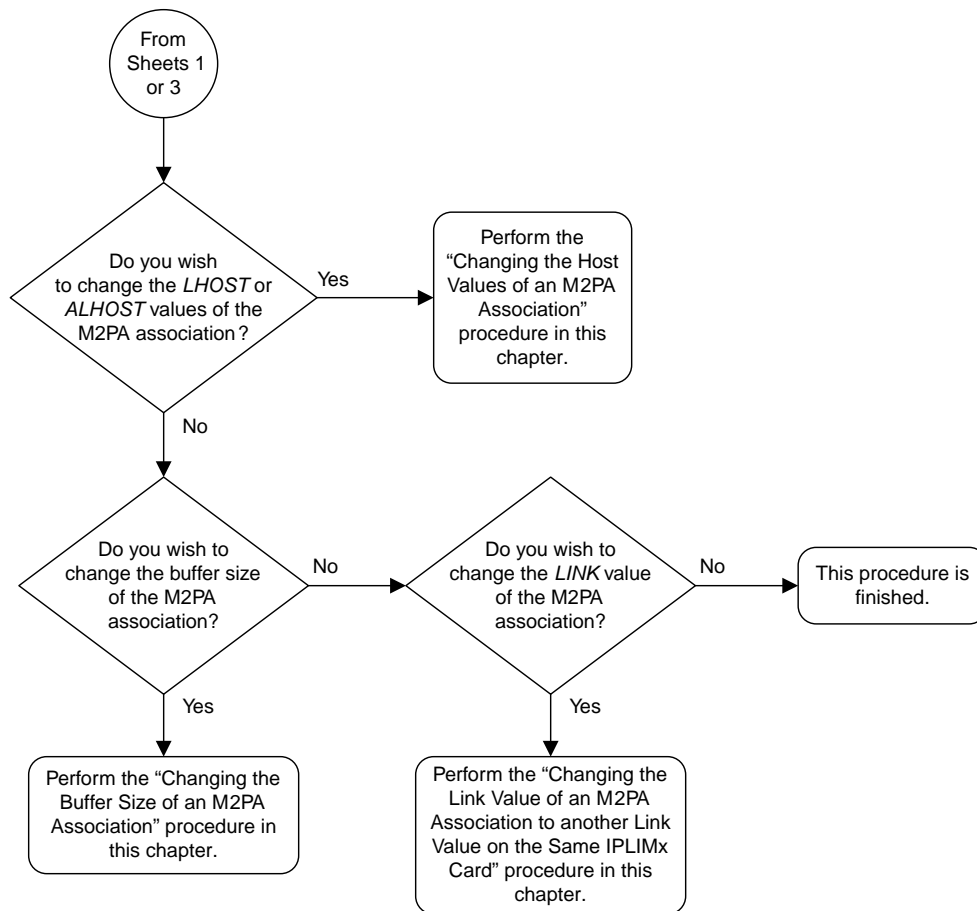 From
Sheets 1
or 3
Do you wish
to change the LHOST or
ALHOST values of the
M2PA association?
Yes
Perform the
“Changing the Host
Values of an M2PA
Association”
procedure in this
chapter.
No
Do you wish to
change the buffer size
of the M2PA
association?
No
Do you wish to
change the LINK value
of the M2PA
association?
No
This procedure is
finished.
Yes
Perform the “Changing the
Buffer Size of an M2PA
Association” procedure in
this chapter.
Yes
Perform the “Changing the
Link Value of an M2PA
Association to another Link
Value on the Same IPLIMx
Card” procedure in this
chapter.